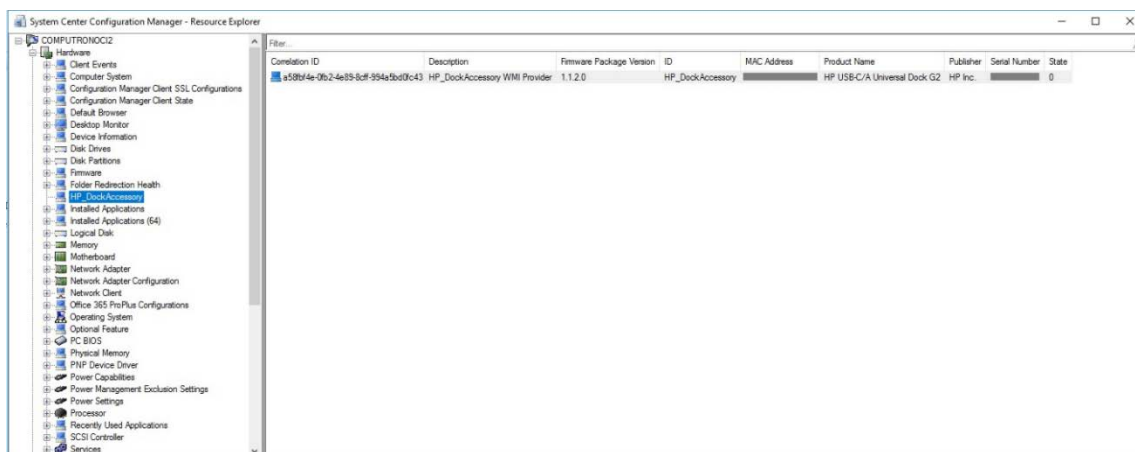 System Center Configuration Manager - Resource Explorer
COMPUTRONOCI2
Hardware
Client Events
Computer System
Configuration Manager Client SSL Configurations
Configuration Manager Client State
Default Browser
Desktop Monitor
Device Information
Disk Drives
Disk Partitions
Firmware
Folder Redirection Health
HP_DockAccessory
Installed Applications
Installed Applications (64)
Logical Disk
Memory
Motherboard
Network Adapter
Network Adapter Configuration
Network Client
Office 365 ProPlus Configurations
Operating System
Optional Feature
PC BIOS
Physical Memory
PNP Device Driver
Power Capabilities
Power Management Exclusion Settings
Power Settings
Processor
Recently Used Applications
SCSI Controller
Services
Filter...
Correlation ID Description Firmware Package Version ID MAC Address Product Name Publisher Serial Number State
HP_DockAccessory WMI Provider 1.1.2.0 HP_DockAccessory HP USB-C/A Universal Dock G2 HP Inc. 0